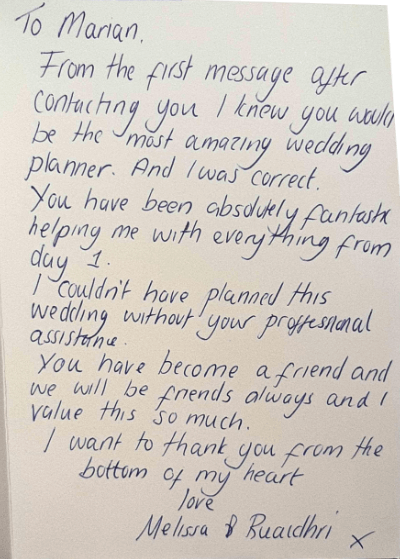 To Marian,
From the first message after
contacting you I knew you would
be the most amazing wedding
planner. And I was correct.
You have been absolutely fantastic
helping me with everything from
day 1.
I couldn't have planned this
wedding without your proffessional
assistance.
You have become a friend and
we will be friends always and I
value this so much.
I want to thank you from the
bottom of my heart
love
Melissa & Ruaidhri x